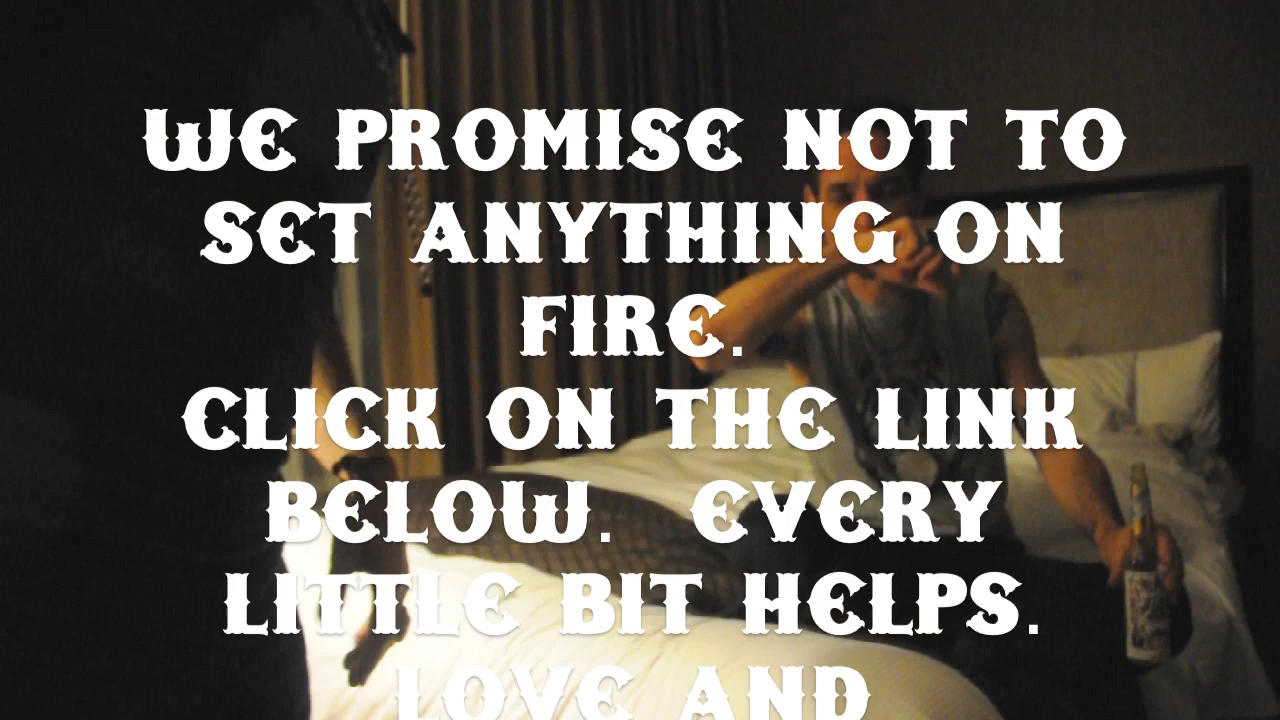 WE PROMISE NOT TO
SET ANYTHING ON
FIRE.
CLICK ON THE LINK
BELOW.  EVERY
LITTLE BIT HELPS.
LOVE AND